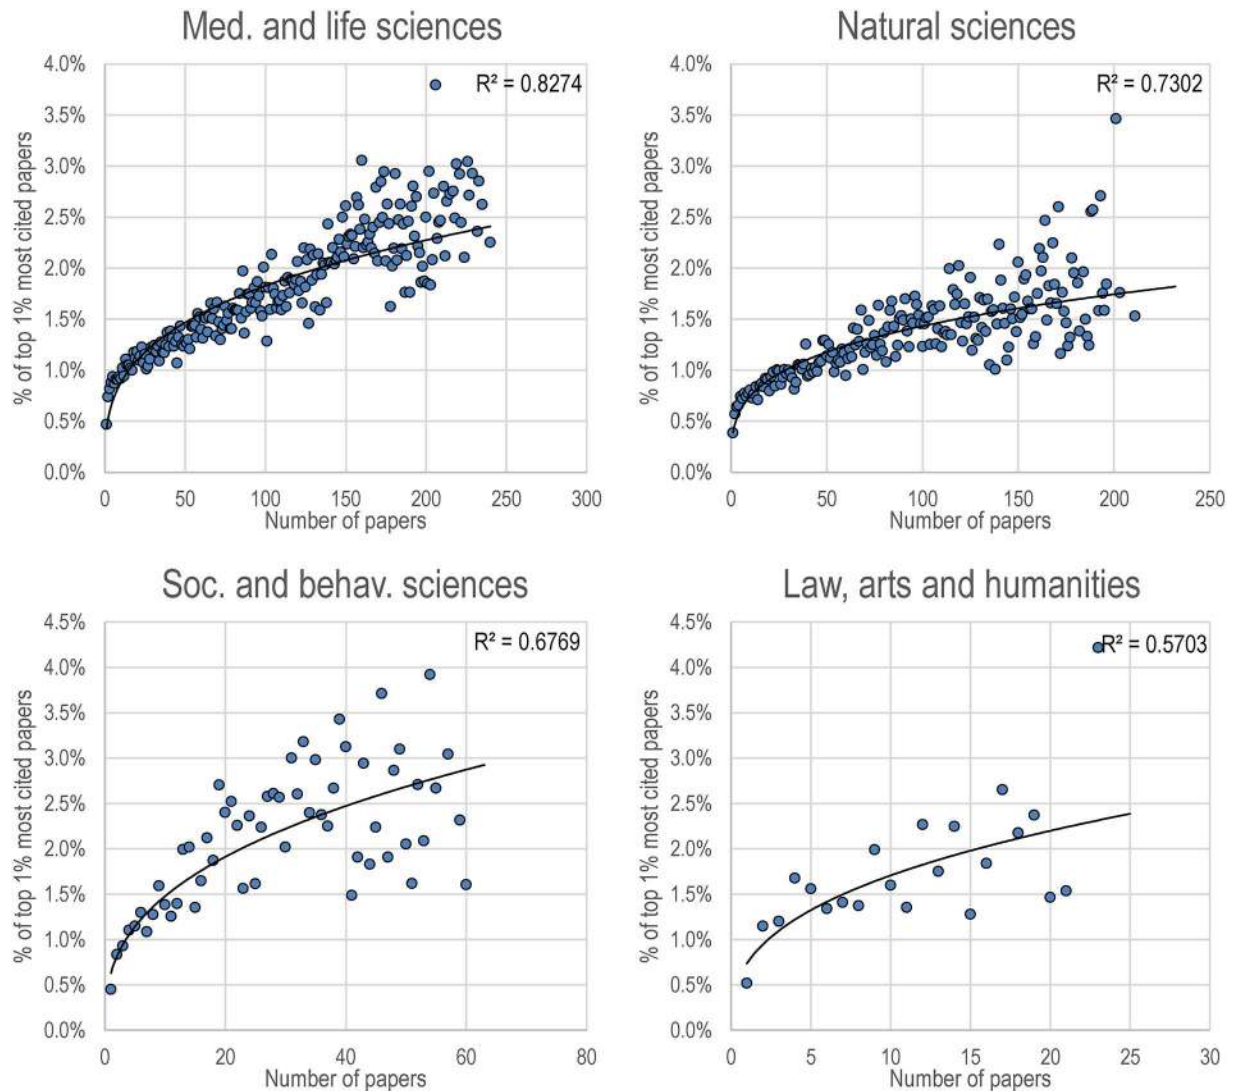 Med. and life sciences
R² = 0.8274
% of top 1% most cited papers
4.0%
3.5%
3.0%
2.5%
2.0%
1.5%
1.0%
0.5%
0.0%
0 50 100 150 200 250 300
Number of papers
Natural sciences
R² = 0.7302
% of top 1% most cited papers
4.0%
3.5%
3.0%
2.5%
2.0%
1.5%
1.0%
0.5%
0.0%
0 50 100 150 200 250
Number of papers
Soc. and behav. sciences
R² = 0.6769
% of top 1% most cited papers
4.5%
4.0%
3.5%
3.0%
2.5%
2.0%
1.5%
1.0%
0.5%
0.0%
0 20 40 60 80
Number of papers
Law, arts and humanities
R² = 0.5703
% of top 1% most cited papers
4.5%
4.0%
3.5%
3.0%
2.5%
2.0%
1.5%
1.0%
0.5%
0.0%
0 5 10 15 20 25 30
Number of papers